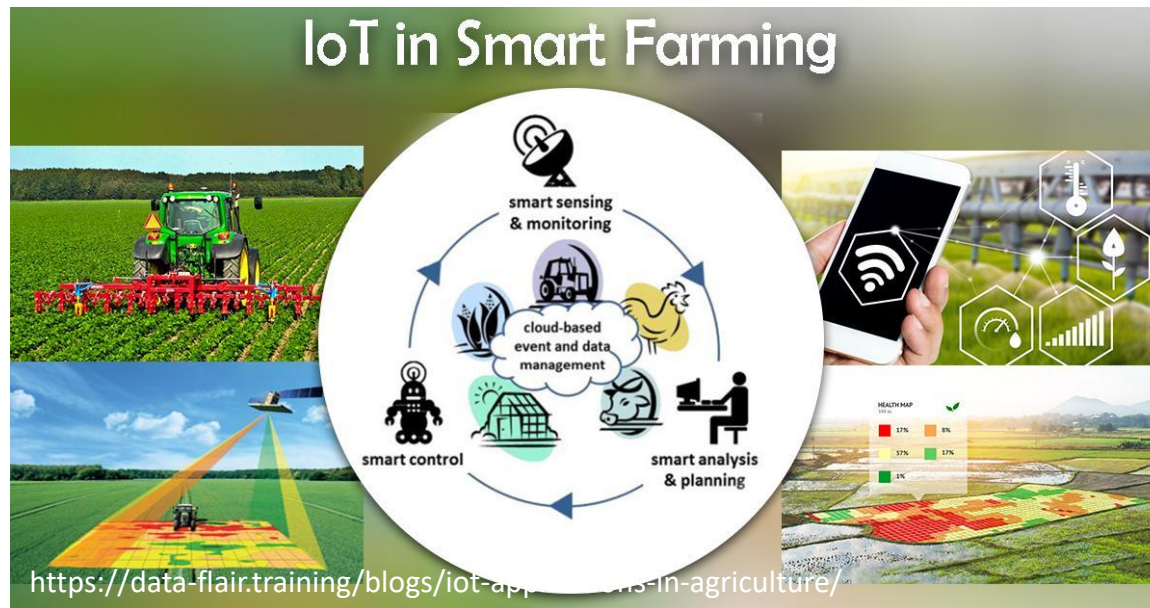 IoT in Smart Farming
smart sensing
& monitoring
cloud-based
event and data
management
smart control
smart analysis
& planning
HEALTH MAP
17%
8%
57%
17%
1%
https://data-flair.training/blogs/iot-applications-in-agriculture/